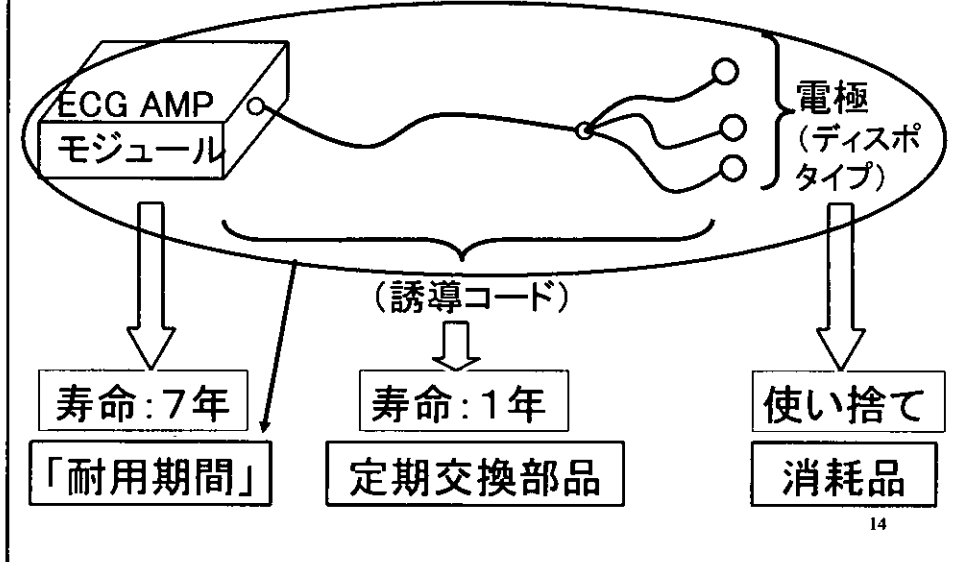 ECG AMP
モジュール
電極
(ディスポ
タイプ)
(誘導コード)
寿命:7年
寿命:1年
使い捨て
「耐用期間」
定期交換部品
消耗品
14